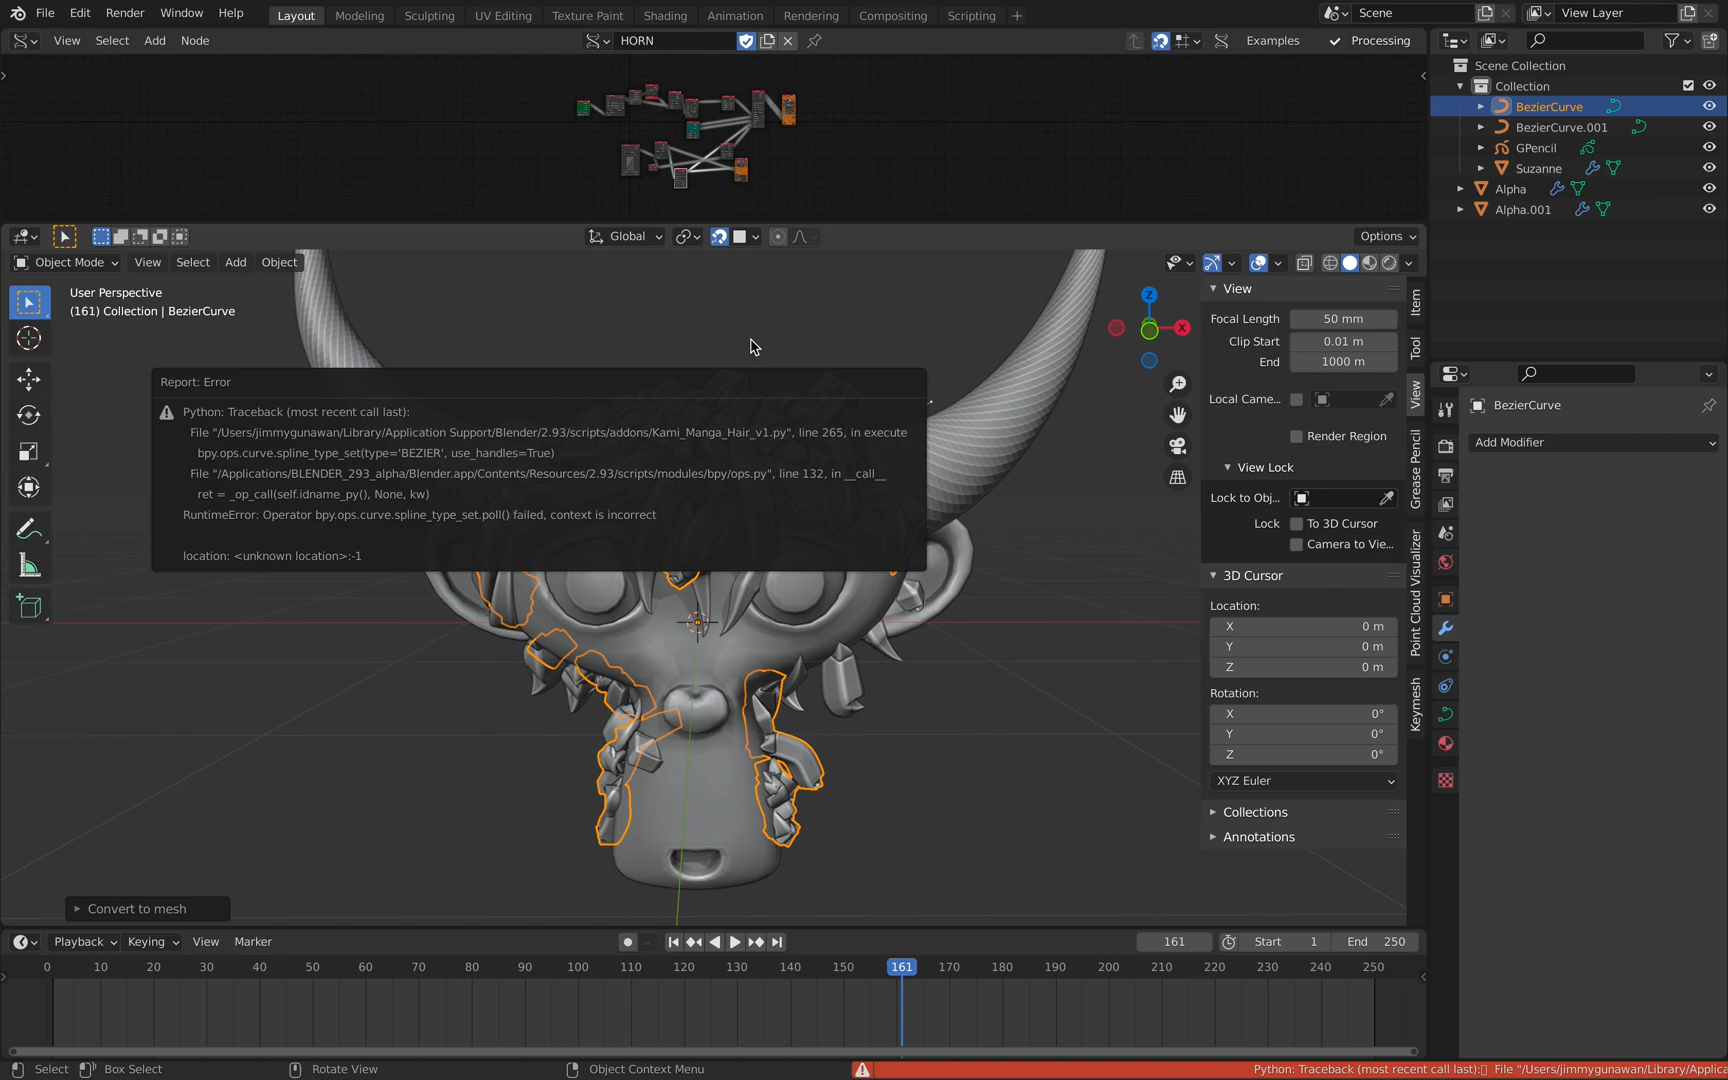 File Edit Render Window Help Layout Modeling Sculpting UV Editing Texture Paint Shading Animation Rendering Compositing Scripting + Scene View Layer
View Select Add Node HORN Examples Processing
Scene Collection
Collection
BezierCurve
BezierCurve.001
GPencil
Suzanne
Alpha
Alpha.001
Global Options
Object Mode View Select Add Object
User Perspective
(161) Collection | BezierCurve
Z
X
View
Focal Length 50 mm
Clip Start 0.01 m
End 1000 m
Local Came...
Render Region
View Lock
Lock to Obj...
Lock To 3D Cursor
Camera to Vie...
3D Cursor
Location:
X 0 m
Y 0 m
Z 0 m
Rotation:
X 0°
Y 0°
Z 0°
XYZ Euler
Collections
Annotations
Item
Tool
View
Grease Pencil
Point Cloud Visualizer
Keymesh
BezierCurve
Add Modifier
Report: Error
Python: Traceback (most recent call last):
File "/Users/jimmygunawan/Library/Application Support/Blender/2.93/scripts/addons/Kami_Manga_Hair_v1.py", line 265, in execute
bpy.ops.curve.spline_type_set(type='BEZIER', use_handles=True)
File "/Applications/BLENDER_293_alpha/Blender.app/Contents/Resources/2.93/scripts/modules/bpy/ops.py", line 132, in __call__
ret = _op_call(self.idname_py(), None, kw)
RuntimeError: Operator bpy.ops.curve.spline_type_set.poll() failed, context is incorrect
location: <unknown location>:-1
Convert to mesh
Playback Keying View Marker 161 Start 1 End 250
0 10 20 30 40 50 60 70 80 90 100 110 120 130 140 150 161 170 180 190 200 210 220 230 240 250
Select Box Select Rotate View Object Context Menu Python: Traceback (most recent call last): File "/Users/jimmygunawan/Library/Applica